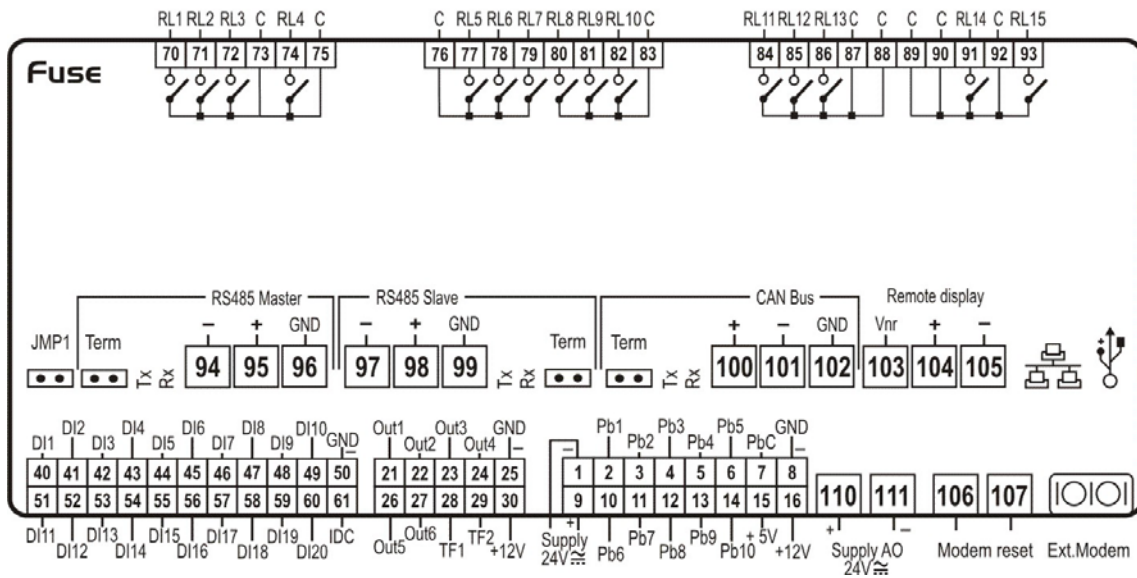 RL1 RL2 RL3 C RL4 C C RL5 RL6 RL7 RL8 RL9 RL10 C RL11 RL12 RL13 C C C C RL14 C RL15
70 71 72 73 74 75 76 77 78 79 80 81 82 83 84 85 86 87 88 89 90 91 92 93
Fuse
RS485 Master RS485 Slave CAN Bus Remote display
JMP1 Term − + GND − + GND Term Term + − GND Vnr + −
Tx Rx 94 95 96 97 98 99 Tx Rx Tx Rx 100 101 102 103 104 105
DI1 DI2 DI3 DI4 DI5 DI6 DI7 DI8 DI9 DI10 GND − Out1 Out2 Out3 Out4 GND − − Pb1 Pb2 Pb3 Pb4 Pb5 PbC GND −
40 41 42 43 44 45 46 47 48 49 50 21 22 23 24 25 1 2 3 4 5 6 7 8
51 52 53 54 55 56 57 58 59 60 61 26 27 28 29 30 9 10 11 12 13 14 15 16 110 111 106 107
DI11 DI12 DI13 DI14 DI15 DI16 DI17 DI18 DI19 DI20 IDC Out5 Out6 TF1 TF2 +12V + Supply 24V Pb6 Pb7 Pb8 Pb9 Pb10 + 5V +12V + − Supply AO 24V Modem reset Ext.Modem